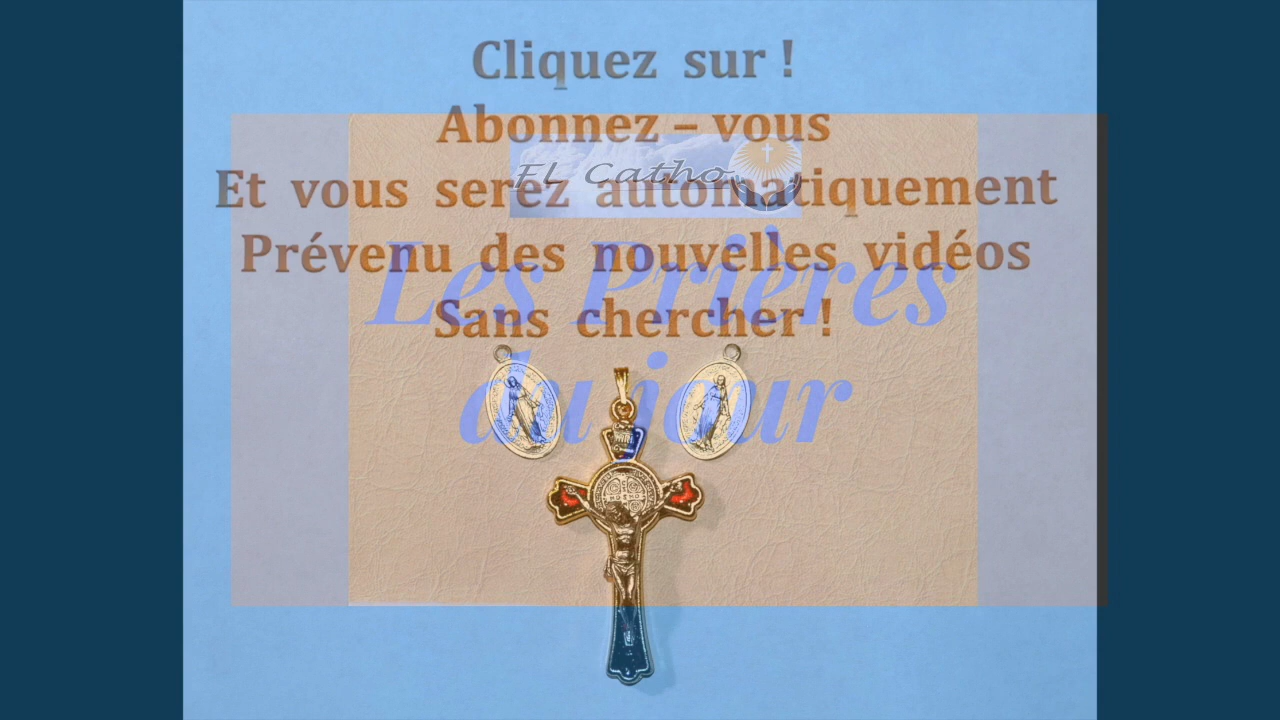 Cliquez sur !
Abonnez – vous
FL Catho
Et vous serez automatiquement
Prévenu des nouvelles vidéos
Les Prières
Sans chercher !
du jour